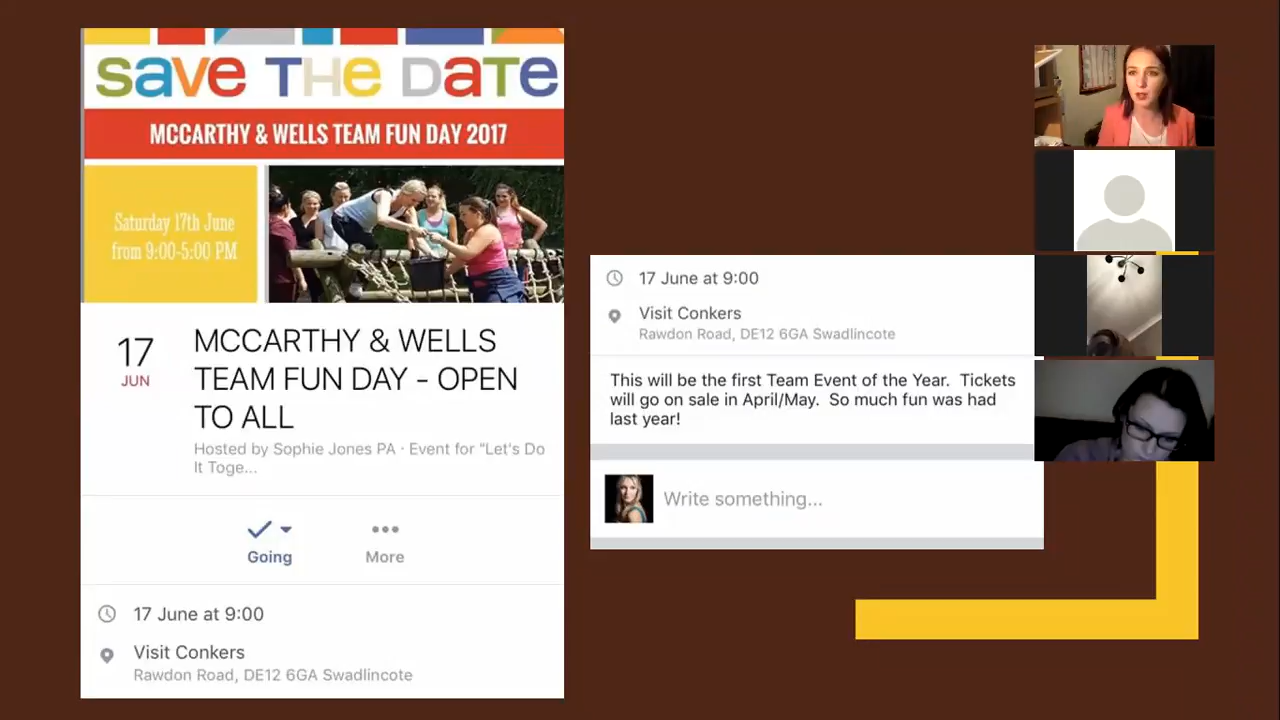 SAVE THE DATE
MCCARTHY & WELLS TEAM FUN DAY 2017
Saturday 17th June
from 9:00-5:00 PM
17
JUN
MCCARTHY & WELLS
TEAM FUN DAY - OPEN
TO ALL
Hosted by Sophie Jones PA · Event for "Let's Do
It Toge...
Going
More
17 June at 9:00
Visit Conkers
Rawdon Road, DE12 6GA Swadlincote
17 June at 9:00
Visit Conkers
Rawdon Road, DE12 6GA Swadlincote
This will be the first Team Event of the Year. Tickets
will go on sale in April/May. So much fun was had
last year!
Write something...